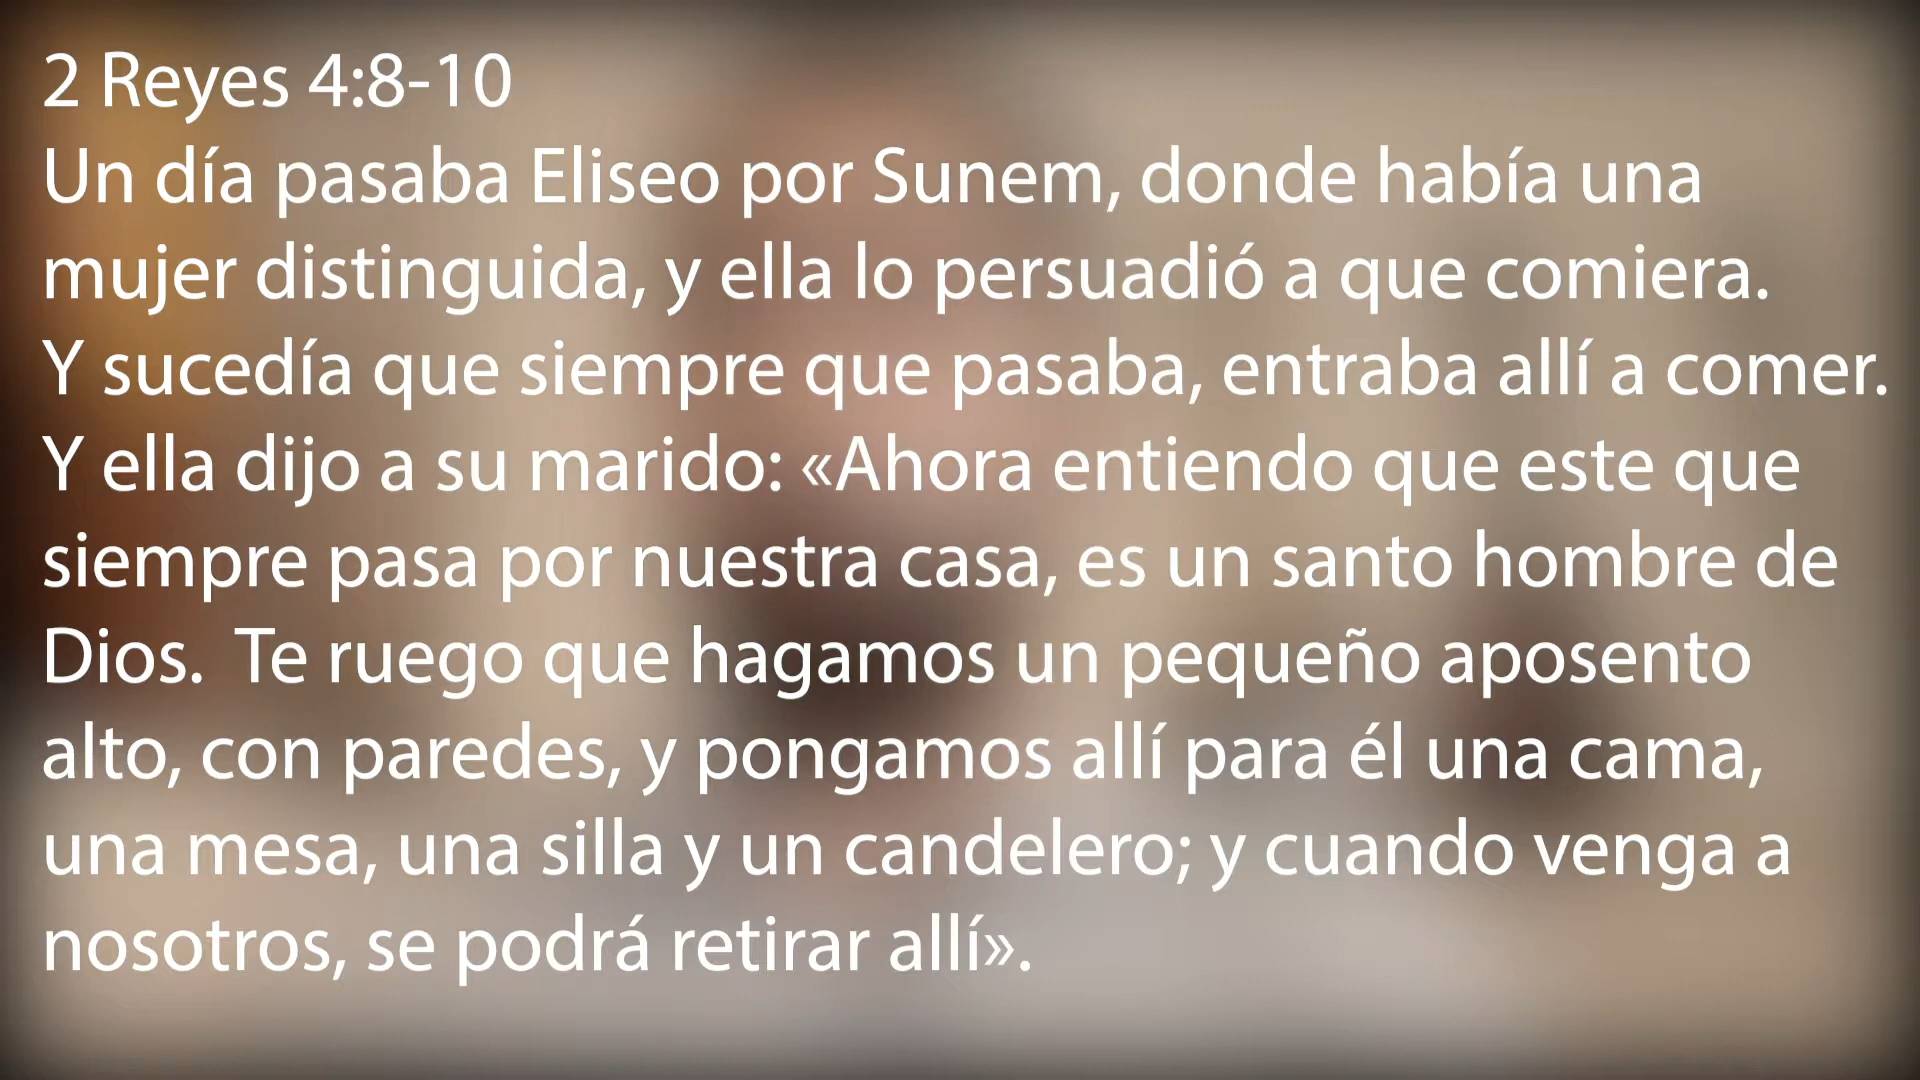 2 Reyes 4:8-10
Un día pasaba Eliseo por Sunem, donde había una
mujer distinguida, y ella lo persuadió a que comiera.
Y sucedía que siempre que pasaba, entraba allí a comer.
Y ella dijo a su marido: «Ahora entiendo que este que
siempre pasa por nuestra casa, es un santo hombre de
Dios.  Te ruego que hagamos un pequeño aposento
alto, con paredes, y pongamos allí para él una cama,
una mesa, una silla y un candelero; y cuando venga a
nosotros, se podrá retirar allí».